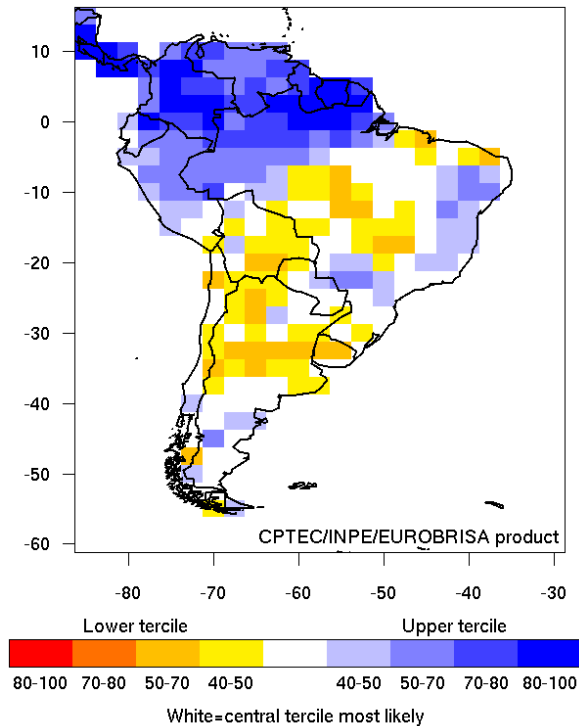 10
0
-10
-20
-30
-40
-50
-60
CPTEC/INPE/EUROBRISA product
-80 -70 -60 -50 -40 -30
Lower tercile Upper tercile
80-100 70-80 50-70 40-50 40-50 50-70 70-80 80-100
White=central tercile most likely